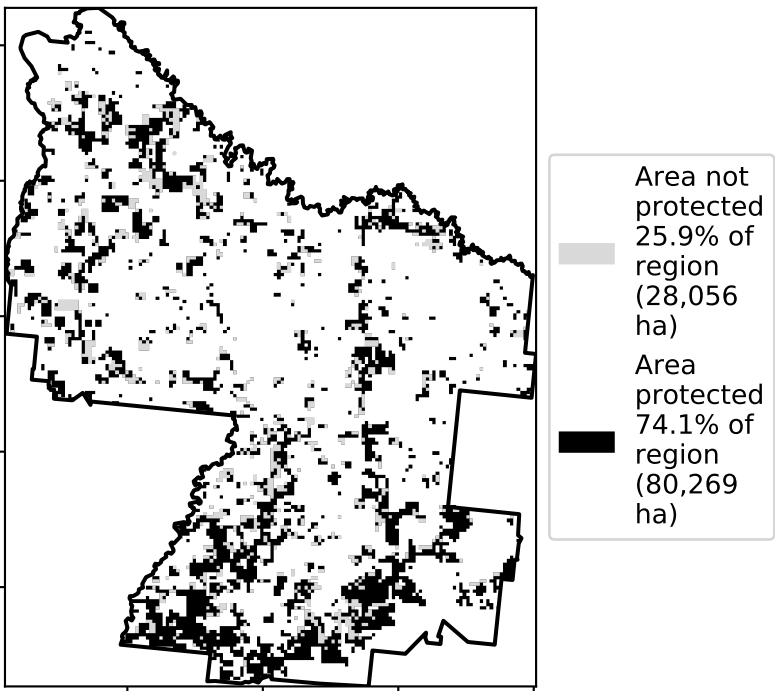 Area not
protected
25.9% of
region
(28,056
ha)
Area
protected
74.1% of
region
(80,269
ha)